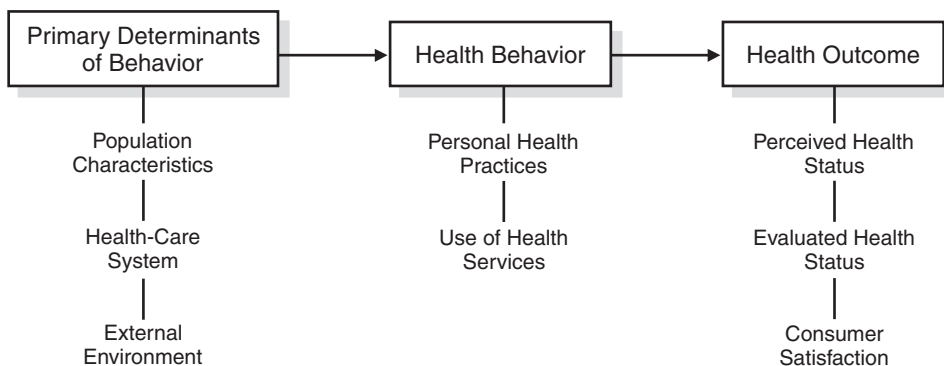 Primary Determinants
of Behavior
Health Behavior
Health Outcome
Population
Characteristics
Health-Care
System
External
Environment
Personal Health
Practices
Use of Health
Services
Perceived Health
Status
Evaluated Health
Status
Consumer
Satisfaction